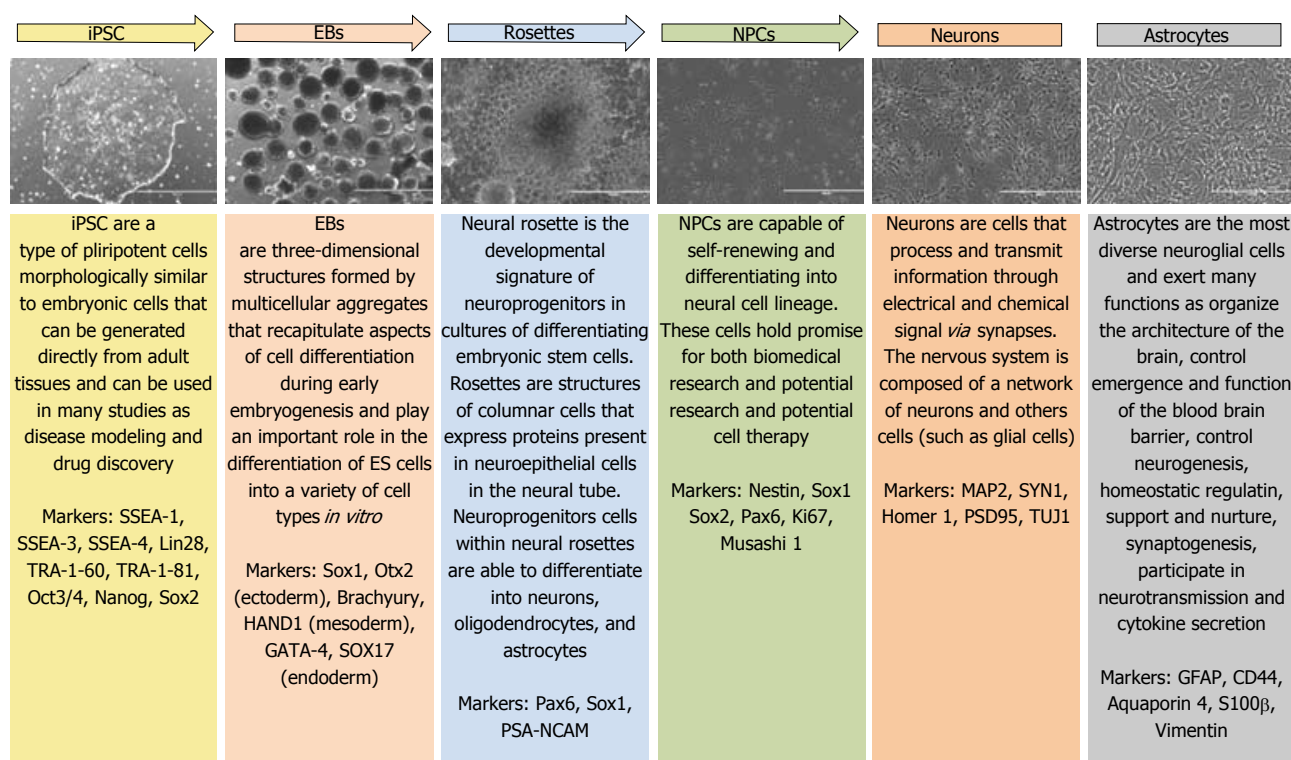 iPSC
EBs
Rosettes
NPCs
Neurons
Astrocytes
iPSC are a
type of pliripotent cells
morphologically similar
to embryonic cells that
can be generated
directly from adult
tissues and can be used
in many studies as
disease modeling and
drug discovery
Markers: SSEA-1,
SSEA-3, SSEA-4, Lin28,
TRA-1-60, TRA-1-81,
Oct3/4, Nanog, Sox2
EBs
are three-dimensional
structures formed by
multicellular aggregates
that recapitulate aspects
of cell differentiation
during early
embryogenesis and play
an important role in the
differentiation of ES cells
into a variety of cell
types in vitro
Markers: Sox1, Otx2
(ectoderm), Brachyury,
HAND1 (mesoderm),
GATA-4, SOX17
(endoderm)
Neural rosette is the
developmental
signature of
neuroprogenitors in
cultures of differentiating
embryonic stem cells.
Rosettes are structures
of columnar cells that
express proteins present
in neuroepithelial cells
in the neural tube.
Neuroprogenitors cells
within neural rosettes
are able to differentiate
into neurons,
oligodendrocytes, and
astrocytes
Markers: Pax6, Sox1,
PSA-NCAM
NPCs are capable of
self-renewing and
differentiating into
neural cell lineage.
These cells hold promise
for both biomedical
research and potential
research and potential
cell therapy
Markers: Nestin, Sox1
Sox2, Pax6, Ki67,
Musashi 1
Neurons are cells that
process and transmit
information through
electrical and chemical
signal via synapses.
The nervous system is
composed of a network
of neurons and others
cells (such as glial cells)
Markers: MAP2, SYN1,
Homer 1, PSD95, TUJ1
Astrocytes are the most
diverse neuroglial cells
and exert many
functions as organize
the architecture of the
brain, control
emergence and function
of the blood brain
barrier, control
neurogenesis,
homeostatic regulatin,
support and nurture,
synaptogenesis,
participate in
neurotransmission and
cytokine secretion
Markers: GFAP, CD44,
Aquaporin 4, S100β,
Vimentin